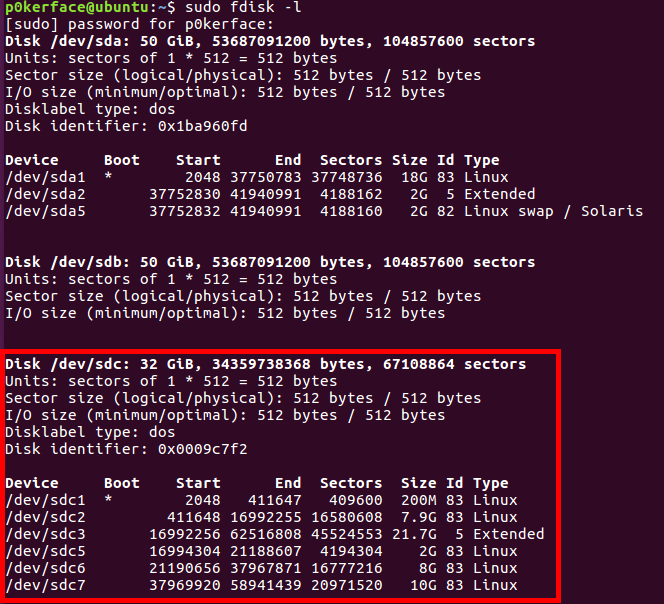 p0kerface@ubuntu:~$ sudo fdisk -l
[sudo] password for p0kerface:
Disk /dev/sda: 50 GiB, 53687091200 bytes, 104857600 sectors
Units: sectors of 1 * 512 = 512 bytes
Sector size (logical/physical): 512 bytes / 512 bytes
I/O size (minimum/optimal): 512 bytes / 512 bytes
Disklabel type: dos
Disk identifier: 0x1ba960fd
Device     Boot    Start      End  Sectors Size Id Type
/dev/sda1  *        2048 37750783 37748736  18G 83 Linux
/dev/sda2       37752830 41940991  4188162   2G  5 Extended
/dev/sda5       37752832 41940991  4188160   2G 82 Linux swap / Solaris
Disk /dev/sdb: 50 GiB, 53687091200 bytes, 104857600 sectors
Units: sectors of 1 * 512 = 512 bytes
Sector size (logical/physical): 512 bytes / 512 bytes
I/O size (minimum/optimal): 512 bytes / 512 bytes
Disk /dev/sdc: 32 GiB, 34359738368 bytes, 67108864 sectors
Units: sectors of 1 * 512 = 512 bytes
Sector size (logical/physical): 512 bytes / 512 bytes
I/O size (minimum/optimal): 512 bytes / 512 bytes
Disklabel type: dos
Disk identifier: 0x0009c7f2
Device     Boot    Start      End  Sectors  Size Id Type
/dev/sdc1  *        2048   411647   409600  200M 83 Linux
/dev/sdc2         411648 16992255 16580608  7.9G 83 Linux
/dev/sdc3       16992256 62516808 45524553 21.7G  5 Extended
/dev/sdc5       16994304 21188607  4194304    2G 83 Linux
/dev/sdc6       21190656 37967871 16777216    8G 83 Linux
/dev/sdc7       37969920 58941439 20971520   10G 83 Linux